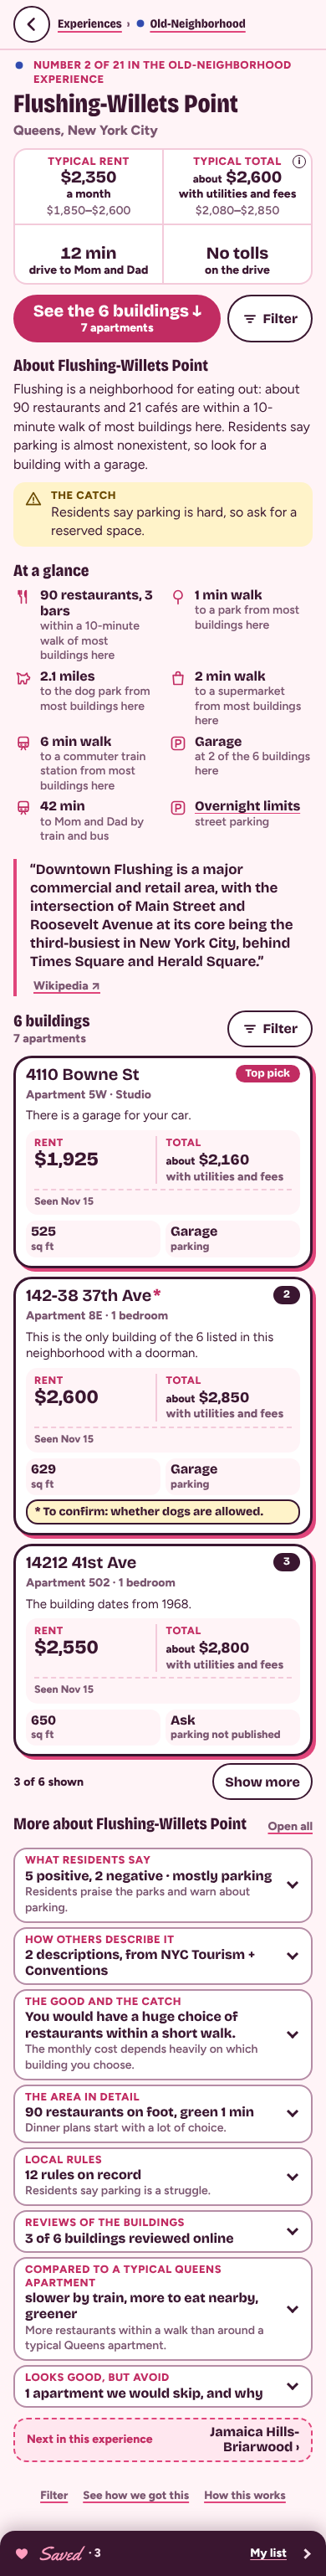 Experiences › Old-Neighborhood
NUMBER 2 OF 21 IN THE OLD-NEIGHBORHOOD
EXPERIENCE
Flushing-Willets Point
Queens, New York City
TYPICAL RENT
$2,350
a month
$1,850–$2,600
TYPICAL TOTAL
about $2,600
with utilities and fees
$2,080–$2,850
12 min
drive to Mom and Dad
No tolls
on the drive
See the 6 buildings ↓
7 apartments
Filter
About Flushing-Willets Point
Flushing is a neighborhood for eating out: about
90 restaurants and 21 cafés are within a 10-
minute walk of most buildings here. Residents say
parking is almost nonexistent, so look for a
building with a garage.
THE CATCH
Residents say parking is hard, so ask for a
reserved space.
At a glance
90 restaurants, 3
bars
within a 10-minute
walk of most
buildings here
1 min walk
to a park from most
buildings here
2.1 miles
to the dog park from
most buildings here
2 min walk
to a supermarket
from most buildings
here
6 min walk
to a commuter train
station from most
buildings here
Garage
at 2 of the 6 buildings
here
42 min
to Mom and Dad by
train and bus
Overnight limits
street parking
“Downtown Flushing is a major
commercial and retail area, with the
intersection of Main Street and
Roosevelt Avenue at its core being the
third-busiest in New York City, behind
Times Square and Herald Square.”
Wikipedia ↗
6 buildings
7 apartments
Filter
4110 Bowne St
Top pick
Apartment 5W · Studio
There is a garage for your car.
RENT
$1,925
TOTAL
about $2,160
with utilities and fees
Seen Nov 15
525
sq ft
Garage
parking
142-38 37th Ave*
2
Apartment 8E · 1 bedroom
This is the only building of the 6 listed in this
neighborhood with a doorman.
RENT
$2,600
TOTAL
about $2,850
with utilities and fees
Seen Nov 15
629
sq ft
Garage
parking
* To confirm: whether dogs are allowed.
14212 41st Ave
3
Apartment 502 · 1 bedroom
The building dates from 1968.
RENT
$2,550
TOTAL
about $2,800
with utilities and fees
Seen Nov 15
650
sq ft
Ask
parking not published
3 of 6 shown
Show more
More about Flushing-Willets Point
Open all
WHAT RESIDENTS SAY
5 positive, 2 negative · mostly parking
Residents praise the parks and warn about
parking.
HOW OTHERS DESCRIBE IT
2 descriptions, from NYC Tourism +
Conventions
THE GOOD AND THE CATCH
You would have a huge choice of
restaurants within a short walk.
The monthly cost depends heavily on which
building you choose.
THE AREA IN DETAIL
90 restaurants on foot, green 1 min
Dinner plans start with a lot of choice.
LOCAL RULES
12 rules on record
Residents say parking is a struggle.
REVIEWS OF THE BUILDINGS
3 of 6 buildings reviewed online
COMPARED TO A TYPICAL QUEENS
APARTMENT
slower by train, more to eat nearby,
greener
More restaurants within a walk than around a
typical Queens apartment.
LOOKS GOOD, BUT AVOID
1 apartment we would skip, and why
Next in this experience
Jamaica Hills-
Briarwood ›
Filter
See how we got this
How this works
Saved · 3
My list